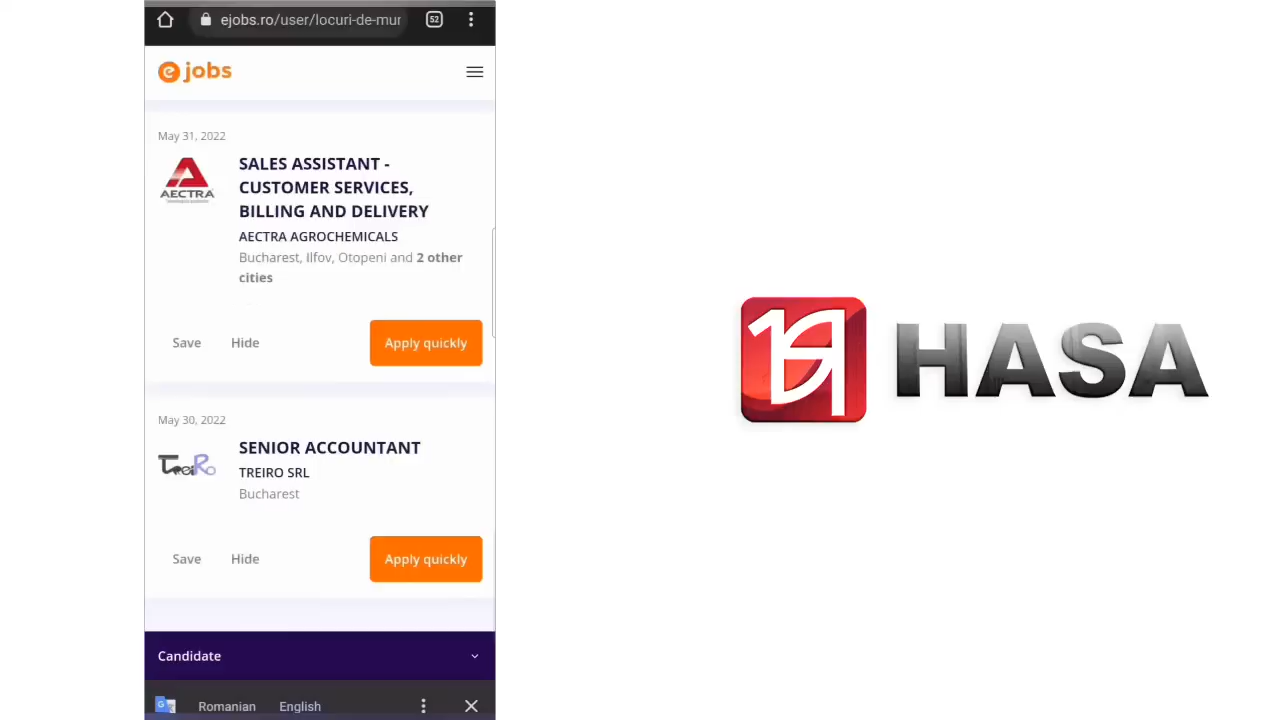 ejobs.ro/user/locuri-de-mur
52
e jobs
May 31, 2022
AECTRA
SALES ASSISTANT -
CUSTOMER SERVICES,
BILLING AND DELIVERY
AECTRA AGROCHEMICALS
Bucharest, Ilfov, Otopeni and 2 other
cities
Save
Hide
Apply quickly
May 30, 2022
TreiRo
SENIOR ACCOUNTANT
TREIRO SRL
Bucharest
Save
Hide
Apply quickly
Candidate
Romanian
English
HASA